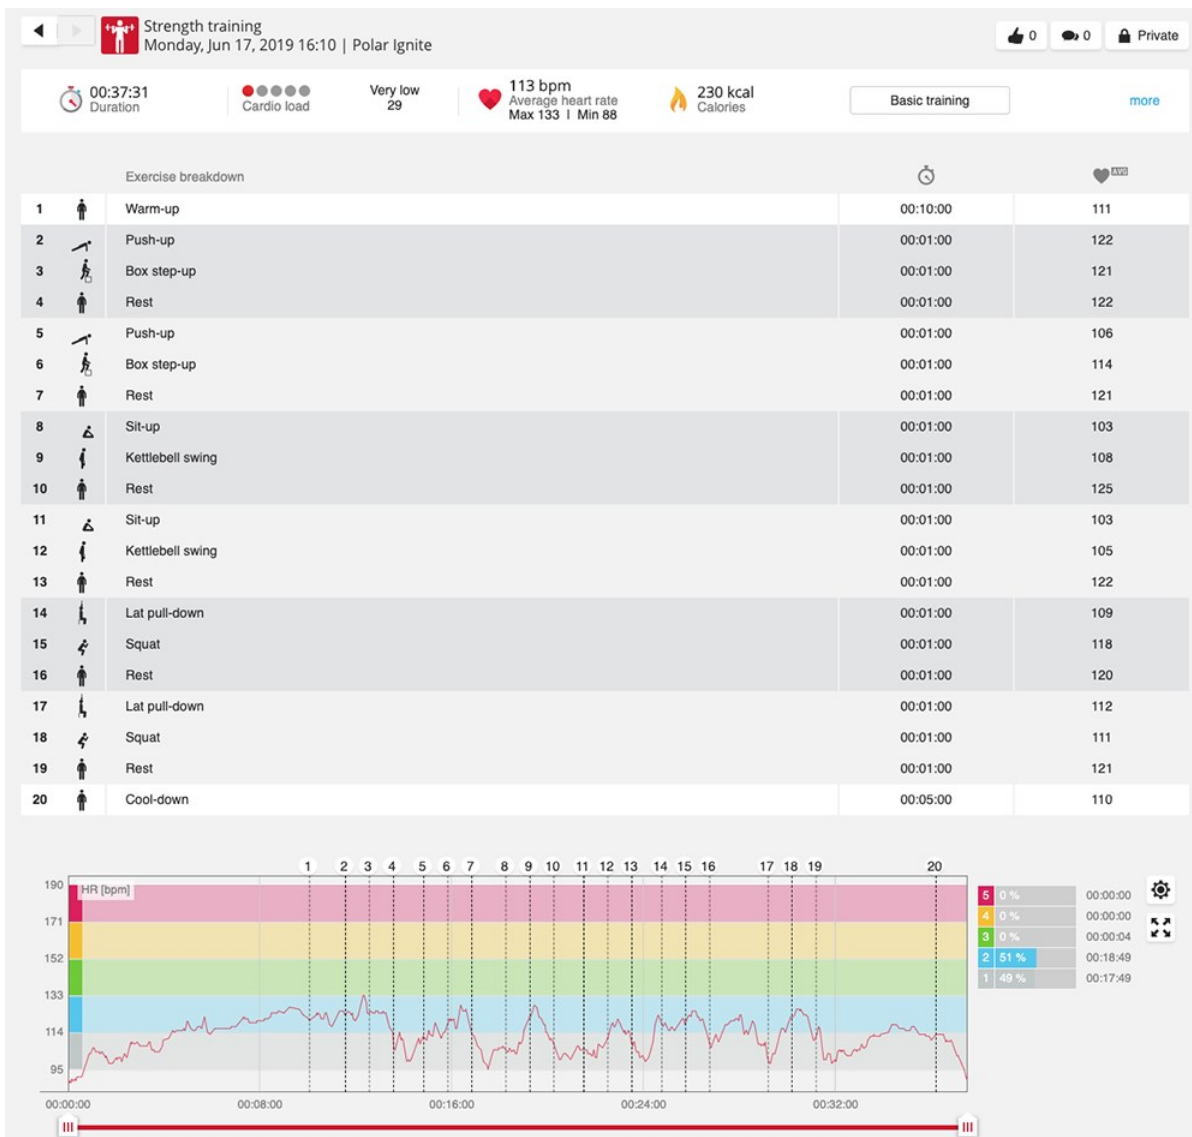 Strength training
Monday, Jun 17, 2019 16:10 | Polar Ignite
0 0 Private
00:37:31
Duration
Cardio load
Very low
29
113 bpm
Average heart rate
Max 133 | Min 88
230 kcal
Calories
Basic training
more
Exercise breakdown AVG
1 Warm-up 00:10:00 111
2 Push-up 00:01:00 122
3 Box step-up 00:01:00 121
4 Rest 00:01:00 122
5 Push-up 00:01:00 106
6 Box step-up 00:01:00 114
7 Rest 00:01:00 121
8 Sit-up 00:01:00 103
9 Kettlebell swing 00:01:00 108
10 Rest 00:01:00 125
11 Sit-up 00:01:00 103
12 Kettlebell swing 00:01:00 105
13 Rest 00:01:00 122
14 Lat pull-down 00:01:00 109
15 Squat 00:01:00 118
16 Rest 00:01:00 120
17 Lat pull-down 00:01:00 112
18 Squat 00:01:00 111
19 Rest 00:01:00 121
20 Cool-down 00:05:00 110
1 2 3 4 5 6 7 8 9 10 11 12 13 14 15 16 17 18 19 20
HR [bpm]
190
171
152
133
114
95
00:00:00 00:08:00 00:16:00 00:24:00 00:32:00
5 0 % 00:00:00
4 0 % 00:00:00
3 0 % 00:00:04
2 51 % 00:18:49
1 49 % 00:17:49